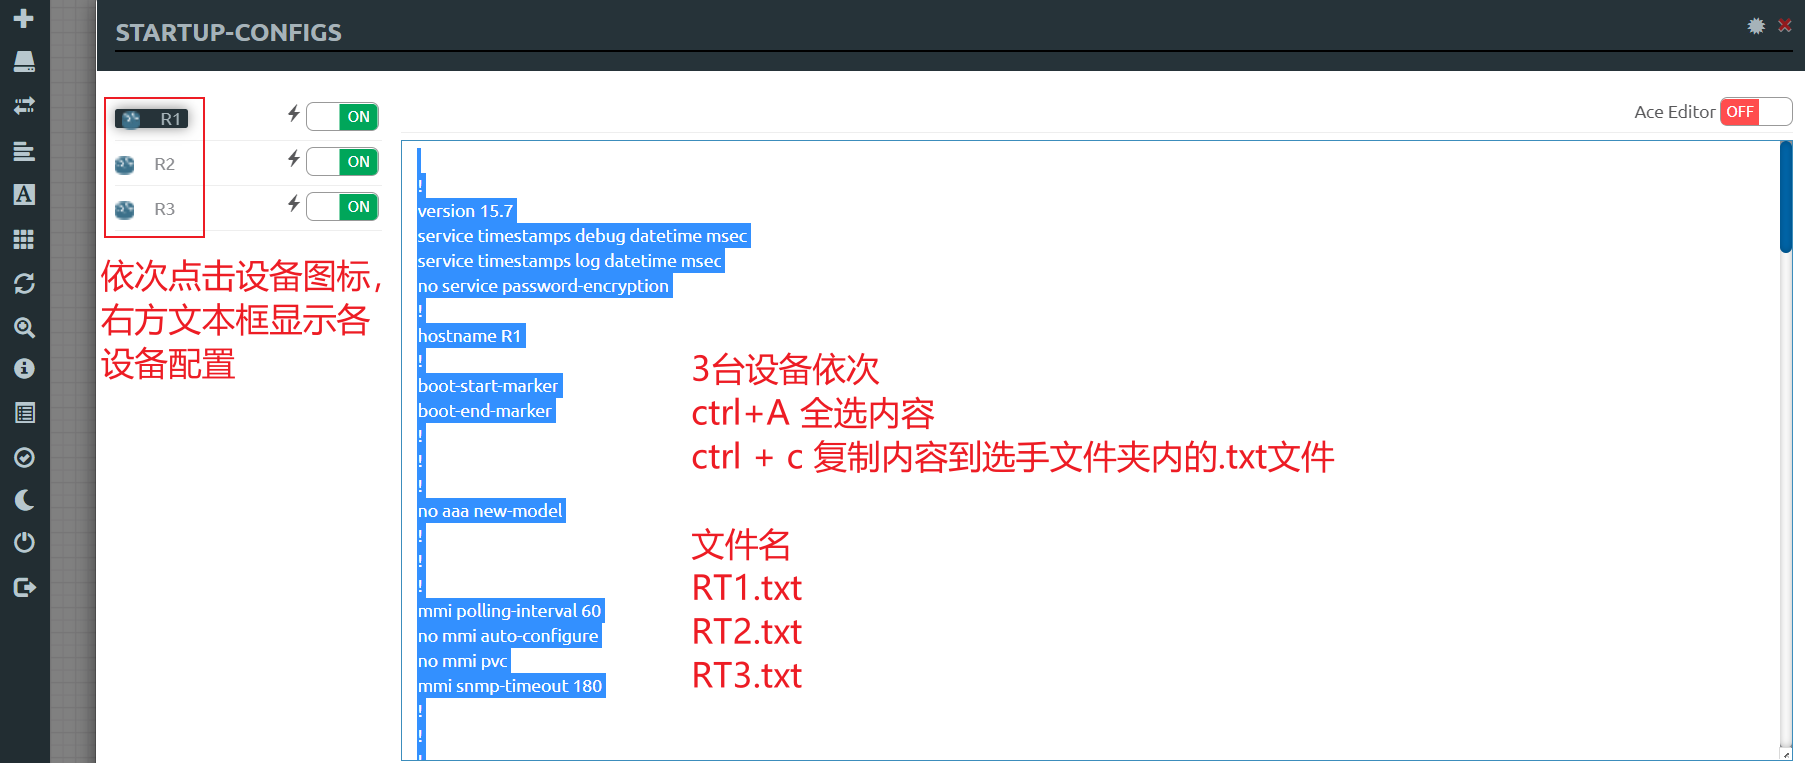 STARTUP-CONFIGS
R1
ON
R2
ON
R3
ON
Ace Editor OFF
依次点击设备图标，
右方文本框显示各
设备配置
!
version 15.7
service timestamps debug datetime msec
service timestamps log datetime msec
no service password-encryption
!
hostname R1
!
boot-start-marker
boot-end-marker
!
!
!
no aaa new-model
!
!
!
mmi polling-interval 60
no mmi auto-configure
no mmi pvc
mmi snmp-timeout 180
!
!
!
3台设备依次
ctrl+A 全选内容
ctrl + c 复制内容到选手文件夹内的.txt文件
文件名
RT1.txt
RT2.txt
RT3.txt